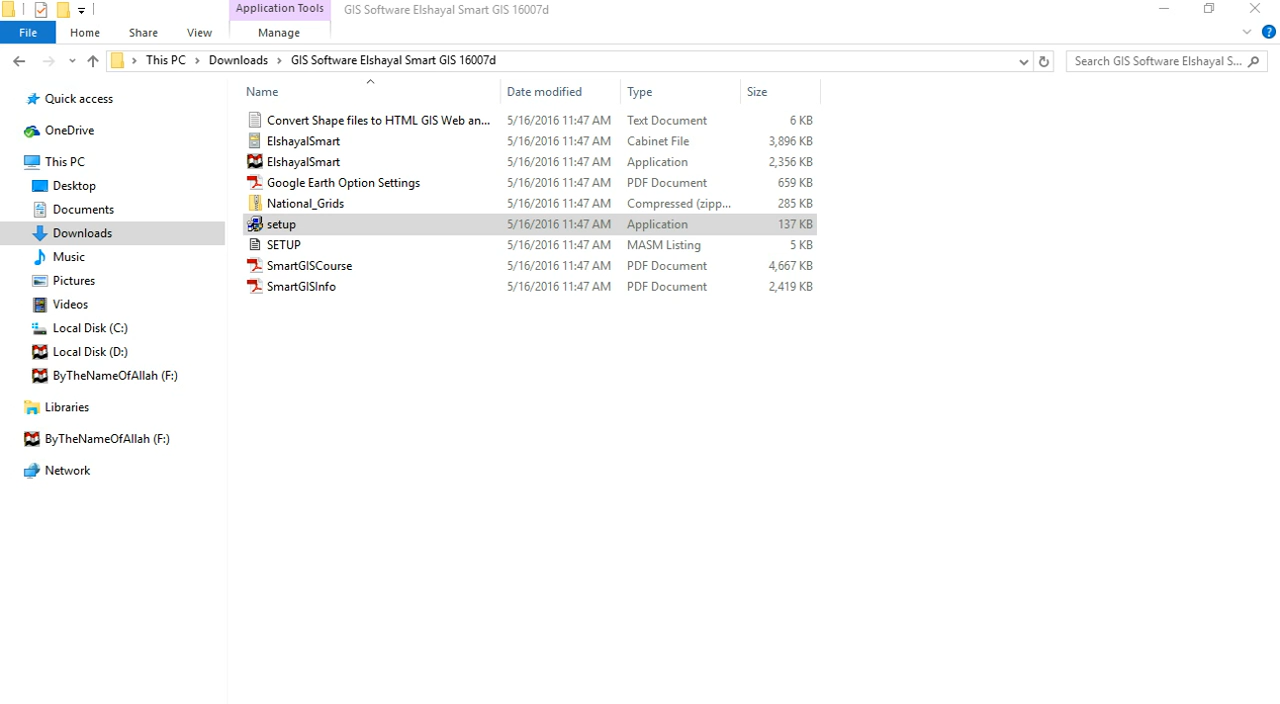 Application Tools GIS Software Elshayal Smart GIS 16007d
File Home Share View Manage
This PC Downloads GIS Software Elshayal Smart GIS 16007d Search GIS Software Elshayal S...
Name Date modified Type Size
Convert Shape files to HTML GIS Web an... 5/16/2016 11:47 AM Text Document 6 KB
ElshayalSmart 5/16/2016 11:47 AM Cabinet File 3,896 KB
ElshayalSmart 5/16/2016 11:47 AM Application 2,356 KB
Google Earth Option Settings 5/16/2016 11:47 AM PDF Document 659 KB
National_Grids 5/16/2016 11:47 AM Compressed (zipp... 285 KB
setup 5/16/2016 11:47 AM Application 137 KB
SETUP 5/16/2016 11:47 AM MASM Listing 5 KB
SmartGISCourse 5/16/2016 11:47 AM PDF Document 4,667 KB
SmartGISInfo 5/16/2016 11:47 AM PDF Document 2,419 KB
Quick access
OneDrive
This PC
Desktop
Documents
Downloads
Music
Pictures
Videos
Local Disk (C:)
Local Disk (D:)
ByTheNameOfAllah (F:)
Libraries
ByTheNameOfAllah (F:)
Network